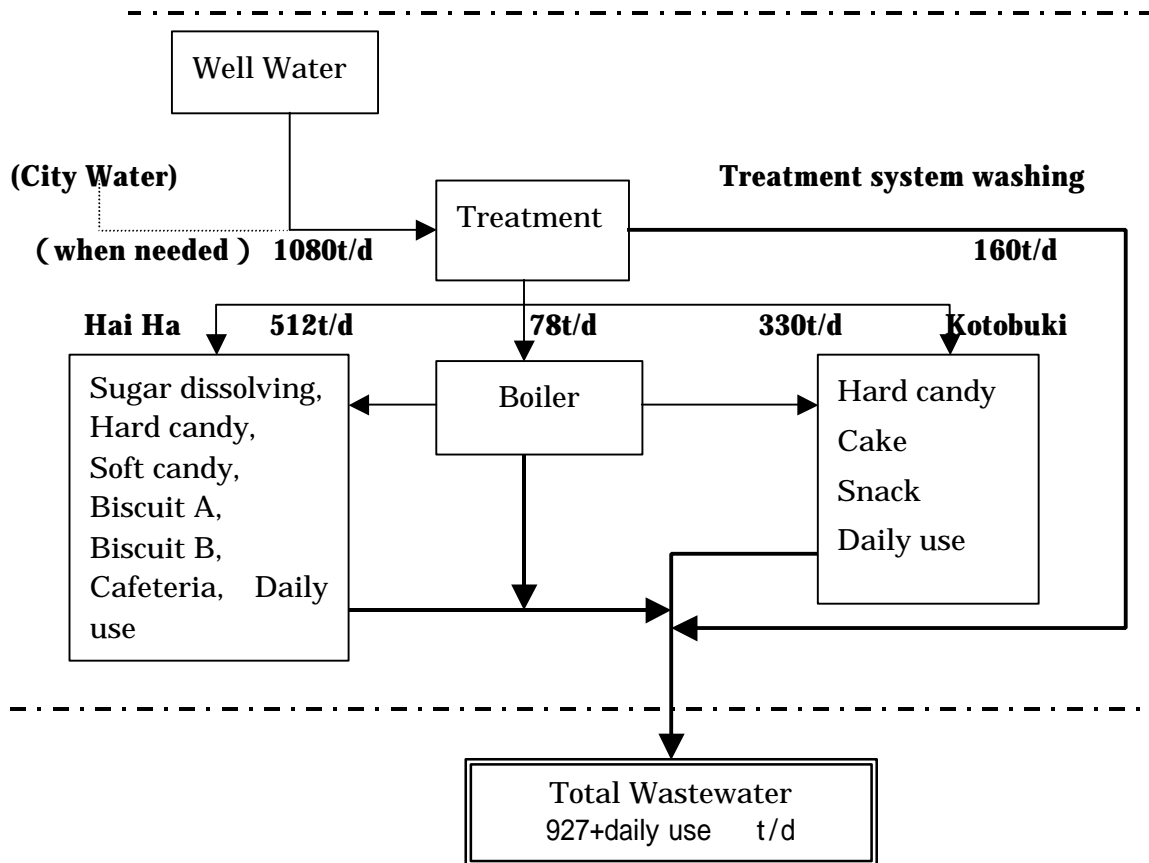 Well Water
(City Water)
Treatment system washing
Treatment
(when needed) 1080t/d
160t/d
Hai Ha
512t/d
78t/d
330t/d
Kotobuki
Sugar dissolving,
Hard candy,
Soft candy,
Biscuit A,
Biscuit B,
Cafeteria, Daily
use
Boiler
Hard candy
Cake
Snack
Daily use
Total Wastewater
927+daily use t/d